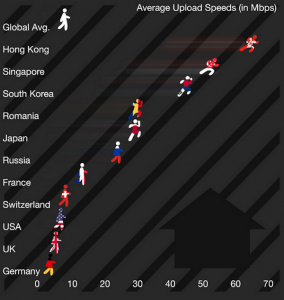 Average Upload Speeds (in Mbps)
Global Avg.
Hong Kong
Singapore
South Korea
Romania
Japan
Russia
France
Switzerland
USA
UK
Germany
0 10 20 30 40 50 60 70